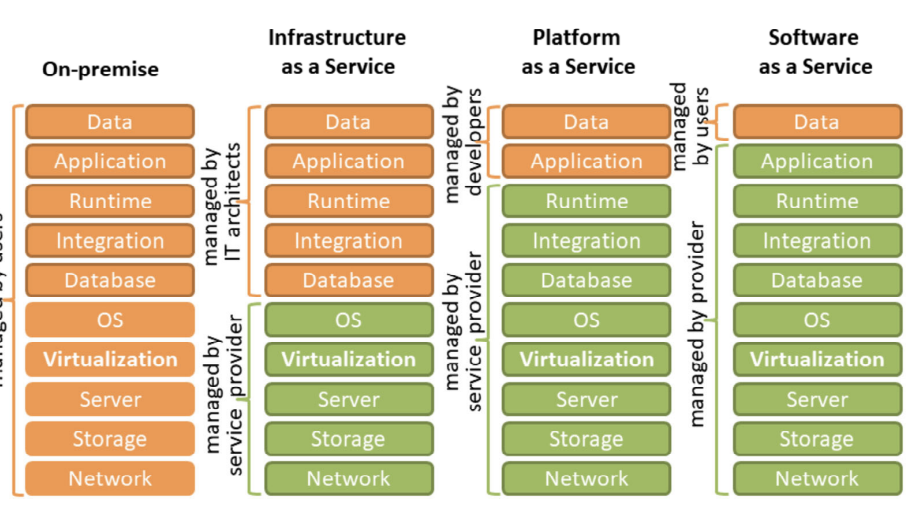 On-premise
managed by users
Data
Application
Runtime
Integration
Database
OS
Virtualization
Server
Storage
Network
Infrastructure
as a Service
managed by
IT architects
managed by
service provider
Data
Application
Runtime
Integration
Database
OS
Virtualization
Server
Storage
Network
Platform
as a Service
managed by
developers
managed by
service provider
Data
Application
Runtime
Integration
Database
OS
Virtualization
Server
Storage
Network
Software
as a Service
managed
by users
managed by provider
Data
Application
Runtime
Integration
Database
OS
Virtualization
Server
Storage
Network